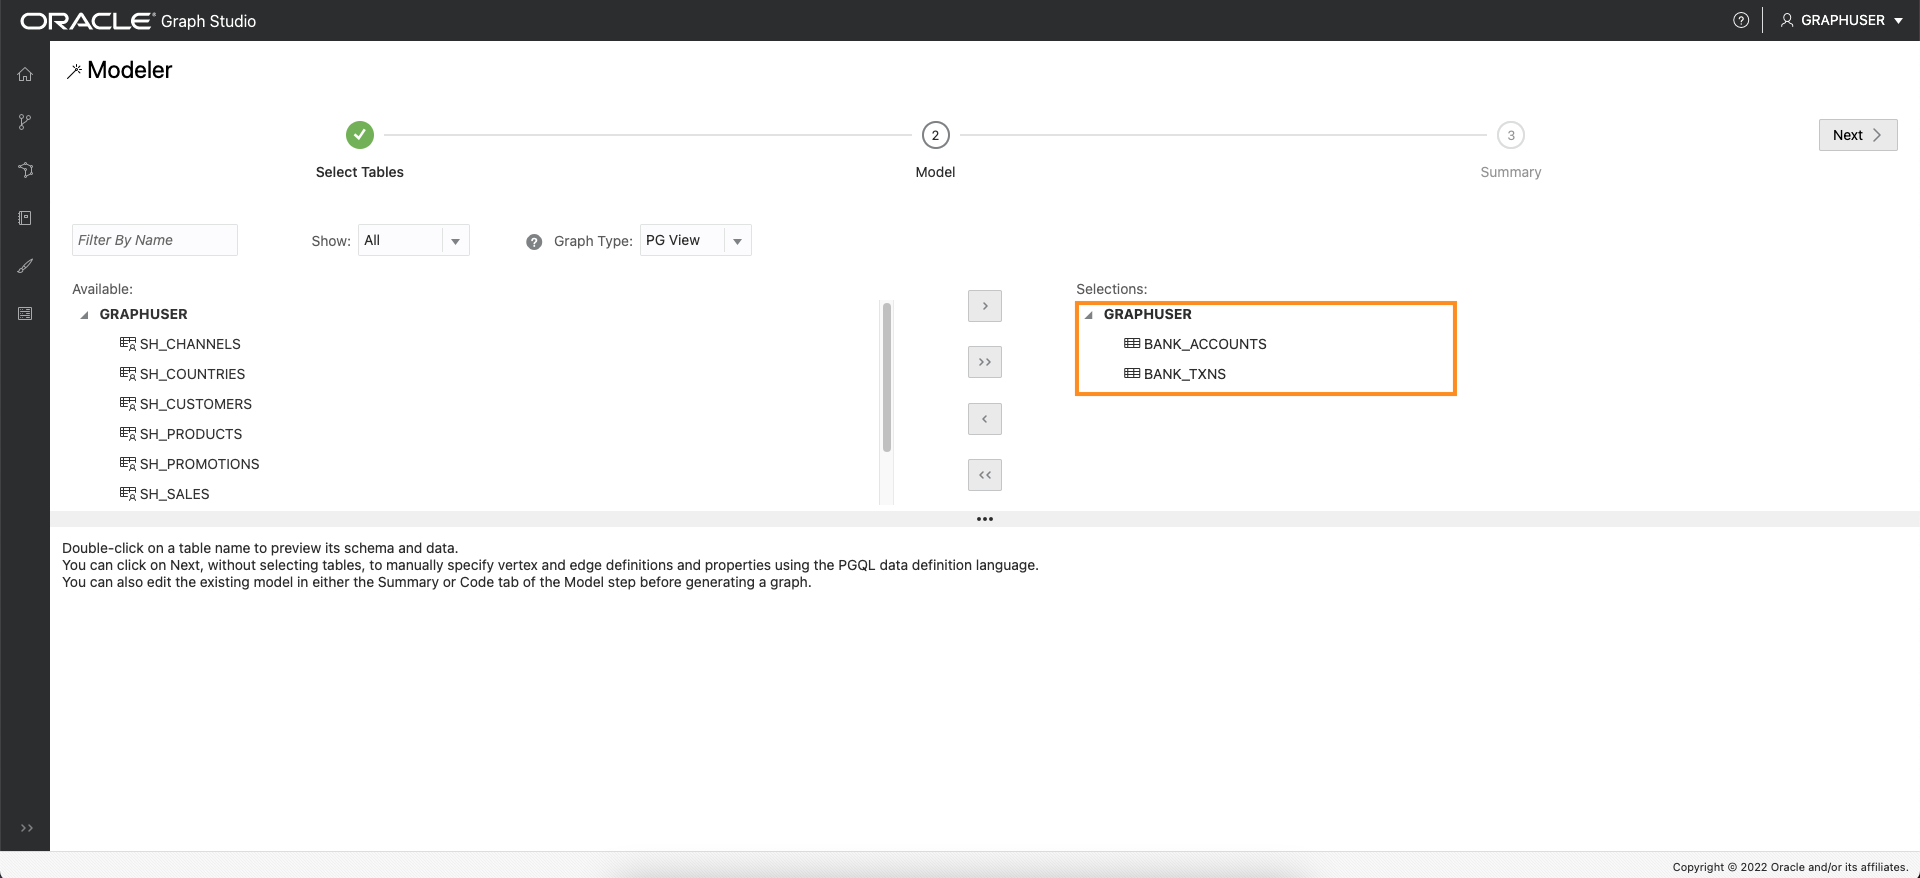 ORACLE Graph Studio
? GRAPHUSER
Modeler
2
3
Next
Select Tables
Model
Summary
Filter By Name
Show:
All
?
Graph Type:
PG View
Available:
GRAPHUSER
SH_CHANNELS
SH_COUNTRIES
SH_CUSTOMERS
SH_PRODUCTS
SH_PROMOTIONS
SH_SALES
>
>>
<
<<
Selections:
GRAPHUSER
BANK_ACCOUNTS
BANK_TXNS
•••
Double-click on a table name to preview its schema and data.
You can click on Next, without selecting tables, to manually specify vertex and edge definitions and properties using the PGQL data definition language.
You can also edit the existing model in either the Summary or Code tab of the Model step before generating a graph.
>>
Copyright © 2022 Oracle and/or its affiliates.